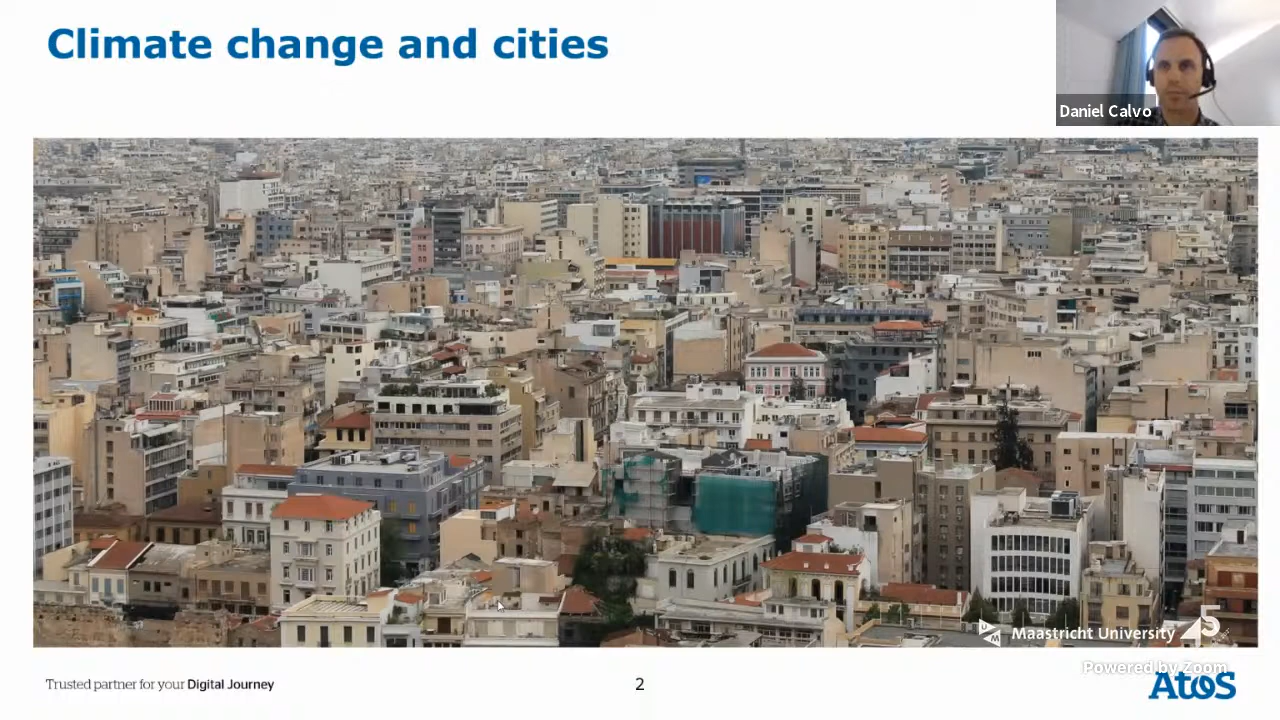 Climate change and cities
Daniel Calvo
Maastricht University
45
Powered by Zoom
Trusted partner for your Digital Journey
2
Atos